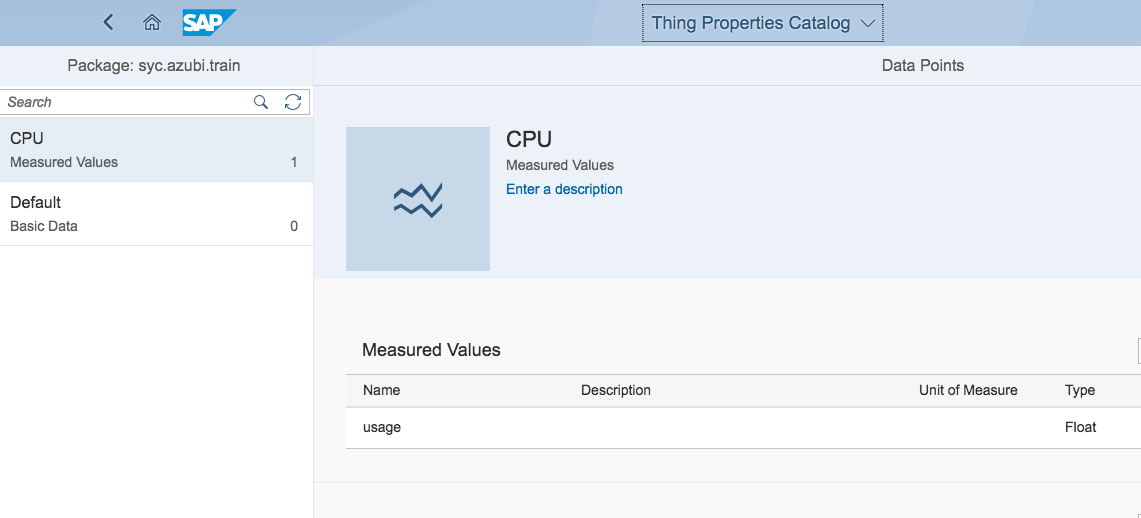 SAP
Thing Properties Catalog
Package: syc.azubi.train
Data Points
Search
CPU
Measured Values 1
Default
Basic Data 0
CPU
Measured Values
Enter a description
Measured Values
Name Description Unit of Measure Type
usage Float